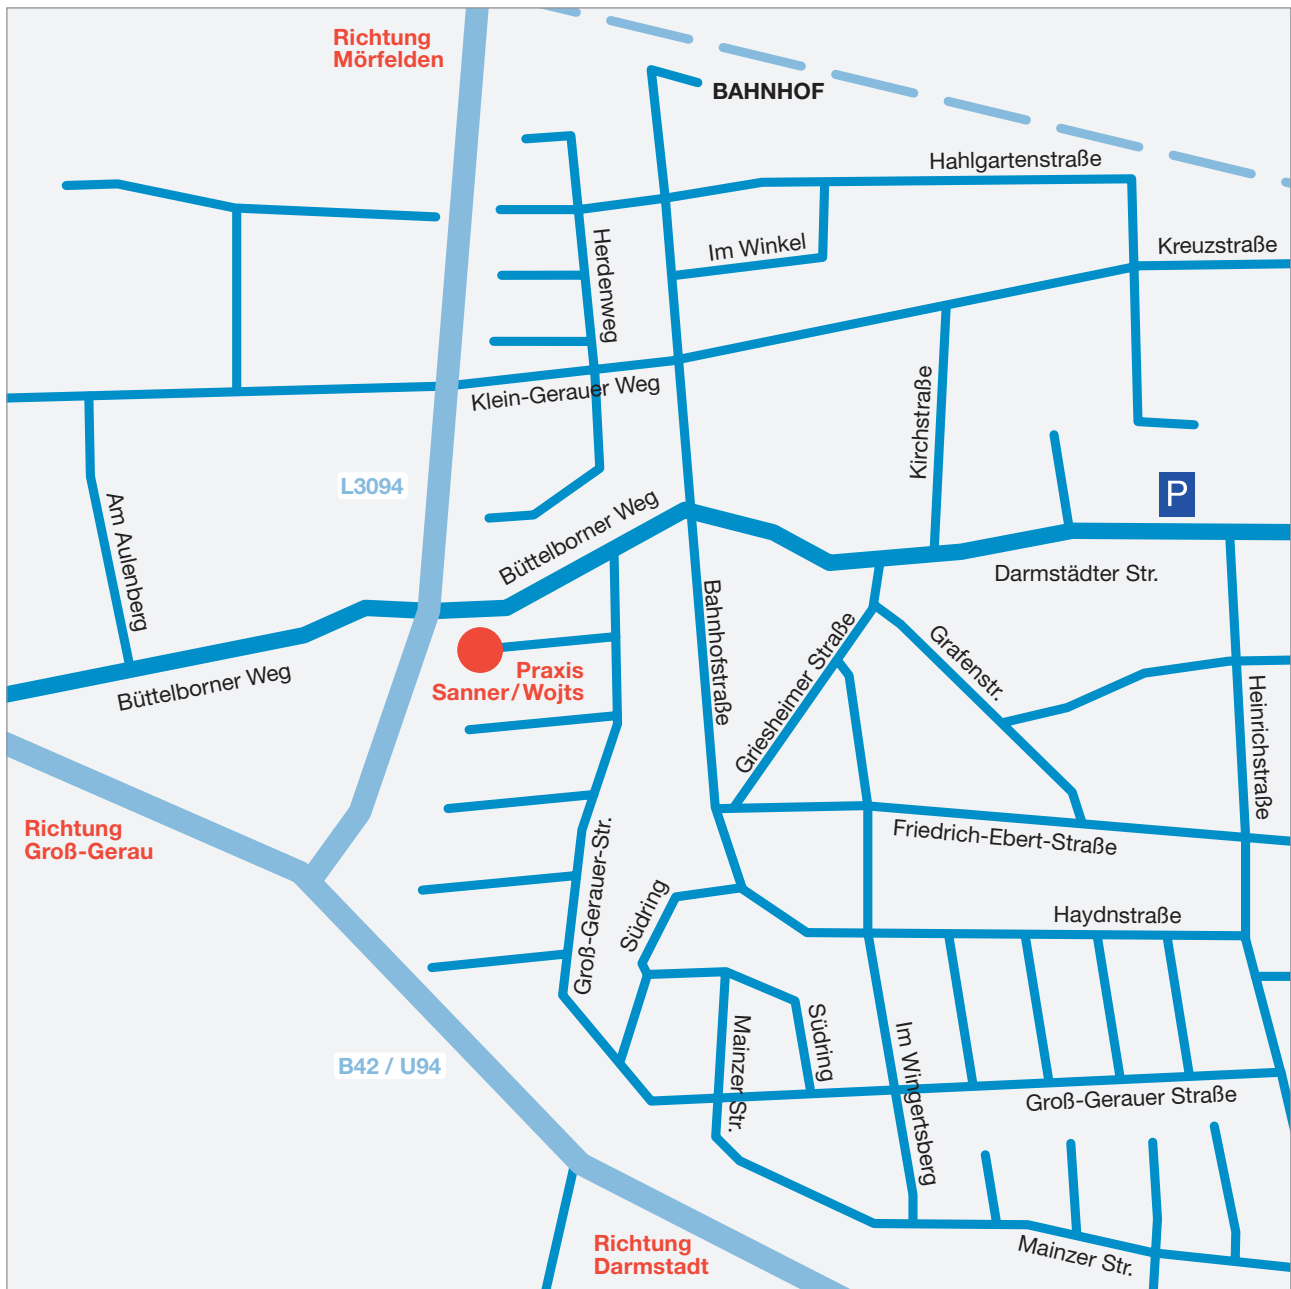 Richtung
Mörfelden
BAHNHOF
Hahlgartenstraße
Kreuzstraße
Im Winkel
Herdenweg
Klein-Gerauer Weg
Kirchstraße
L3094
P
Am Aulenberg
Büttelborner Weg
Darmstädter Str.
Büttelborner Weg
Praxis
Sanner/Wojts
Bahnhofstraße
Griesheimer Straße
Grafenstr.
Heinrichstraße
Richtung
Groß-Gerau
Friedrich-Ebert-Straße
Groß-Gerauer-Str.
Südring
Haydnstraße
Mainzer Str.
Südring
Im Wingertsberg
B42 / U94
Groß-Gerauer Straße
Richtung
Darmstadt
Mainzer Str.